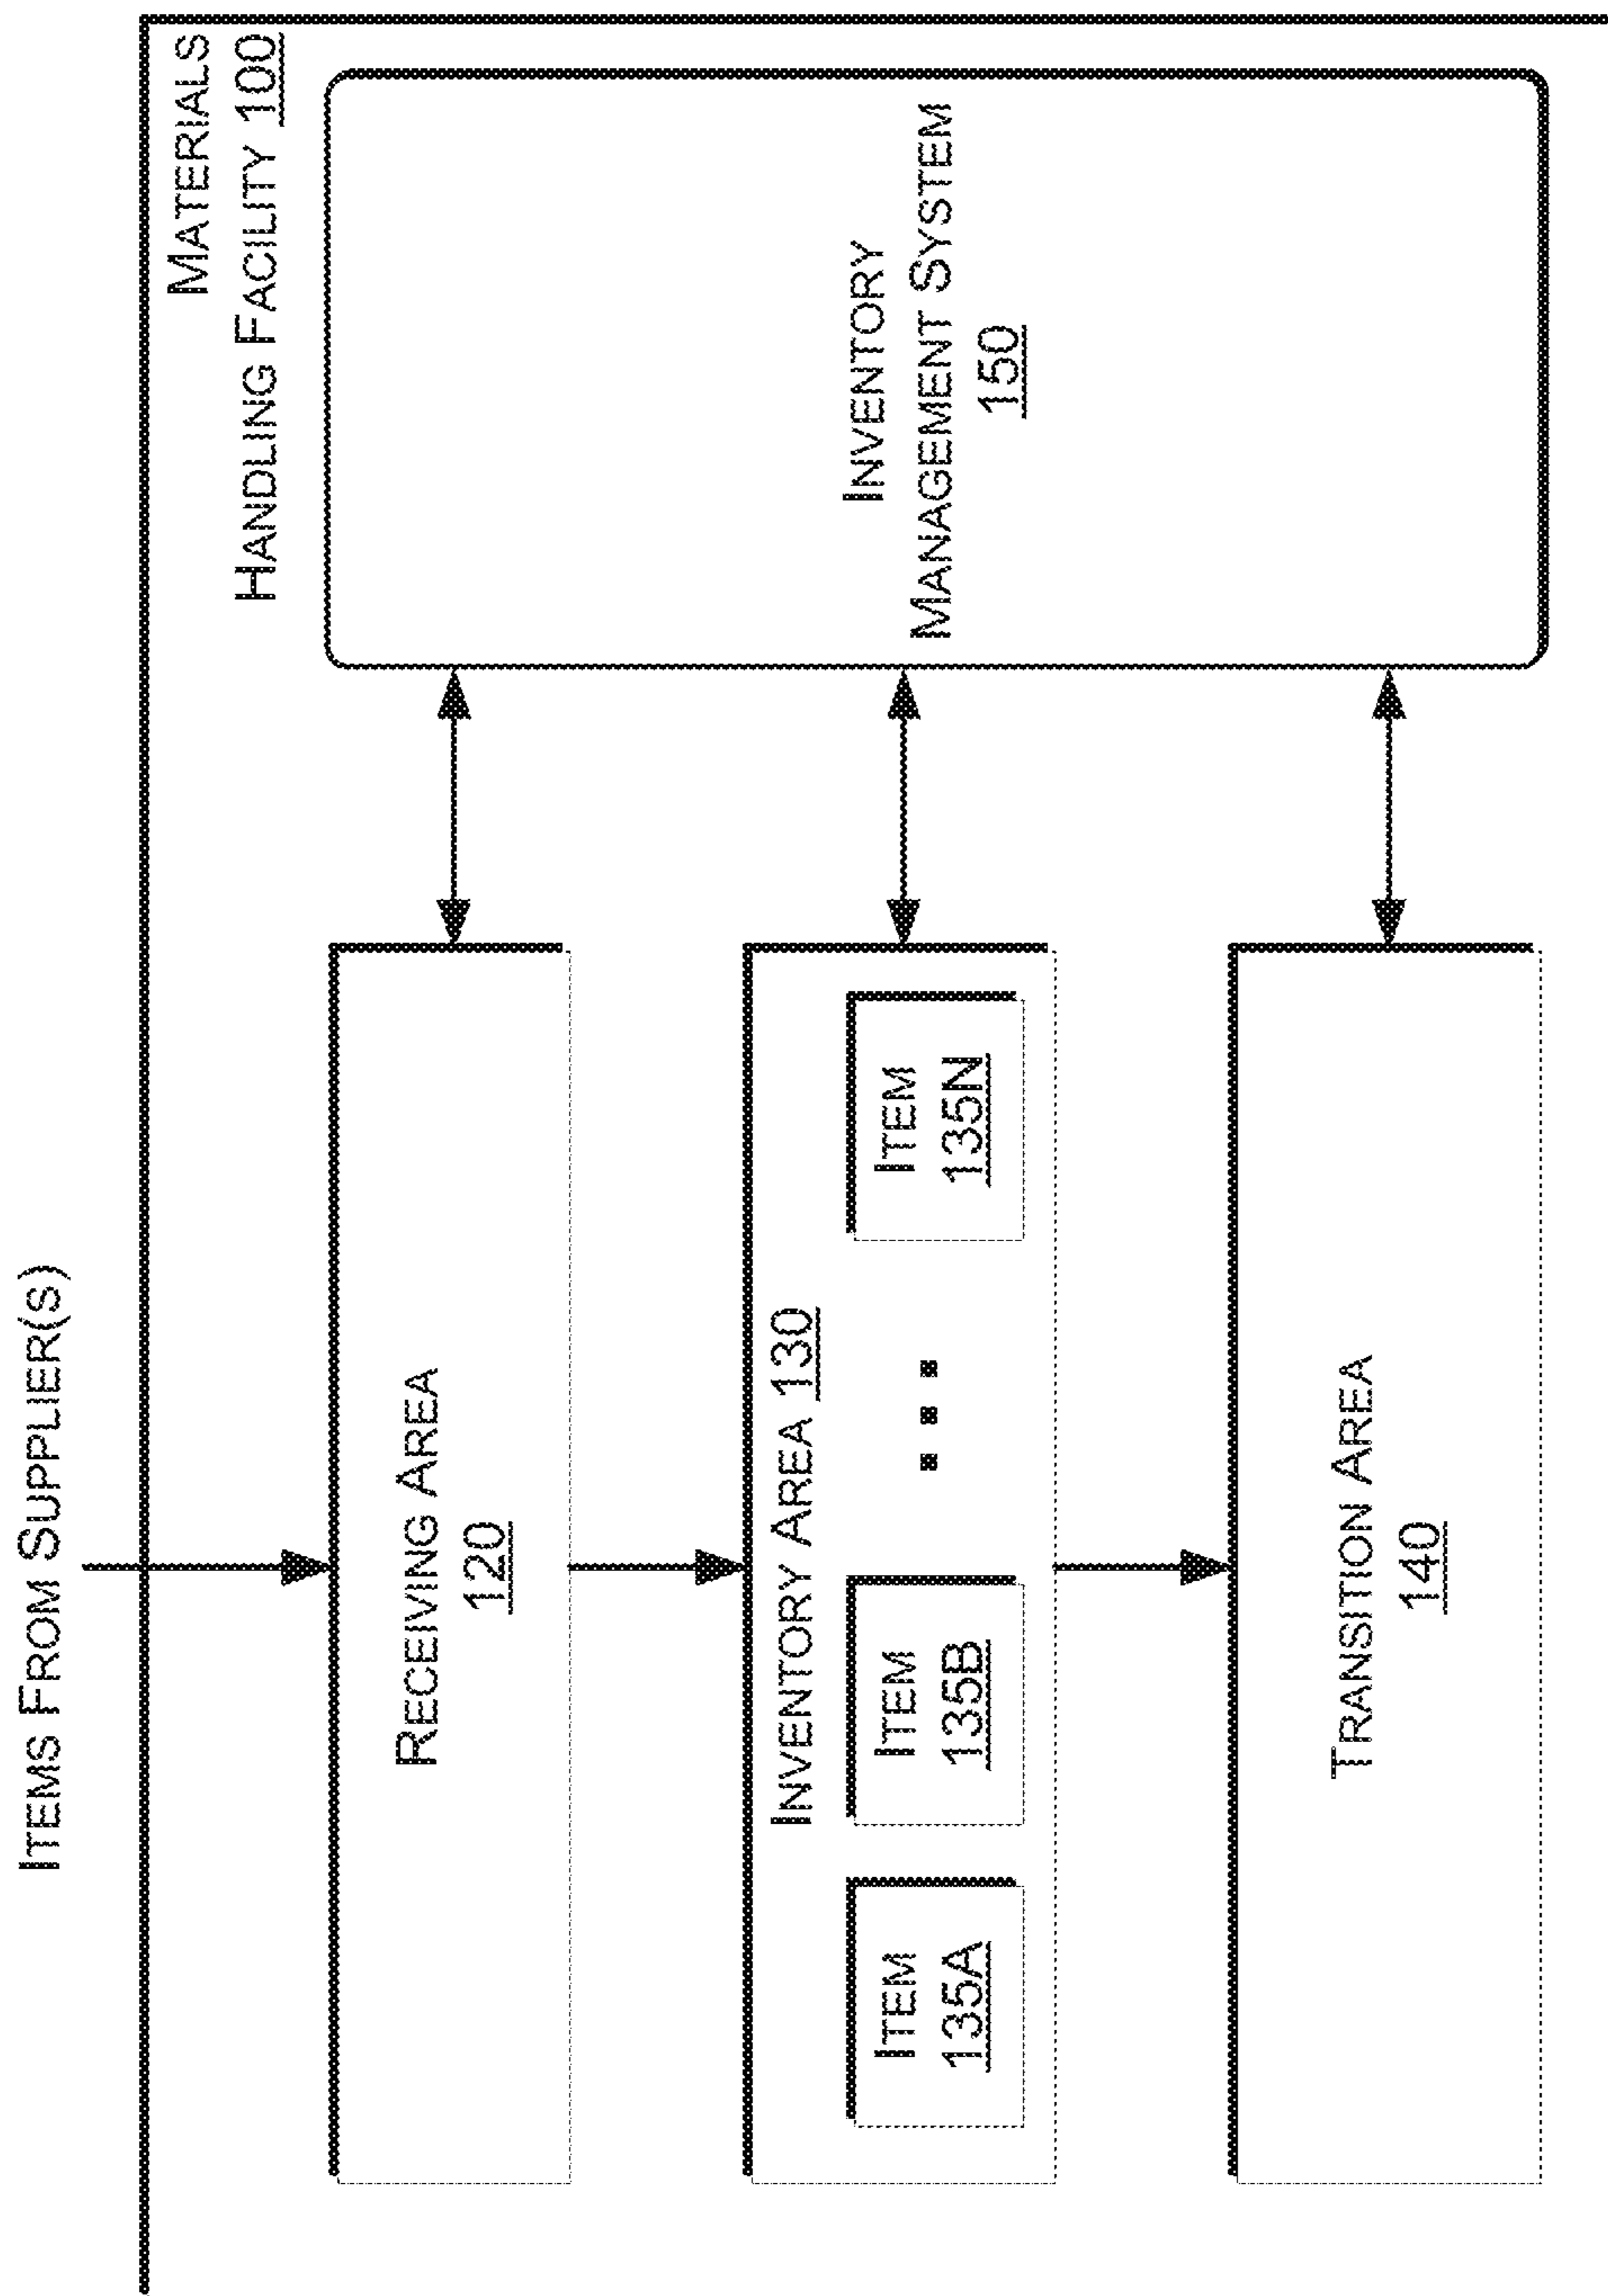 ITEMS FROM SUPPLIER(S)
MATERIALS
HANDLING FACILITY 100
RECEIVING AREA
120
INVENTORY AREA 130
ITEM
135A
ITEM
135B
...
ITEM
135N
TRANSITION AREA
140
INVENTORY
MANAGEMENT SYSTEM
150